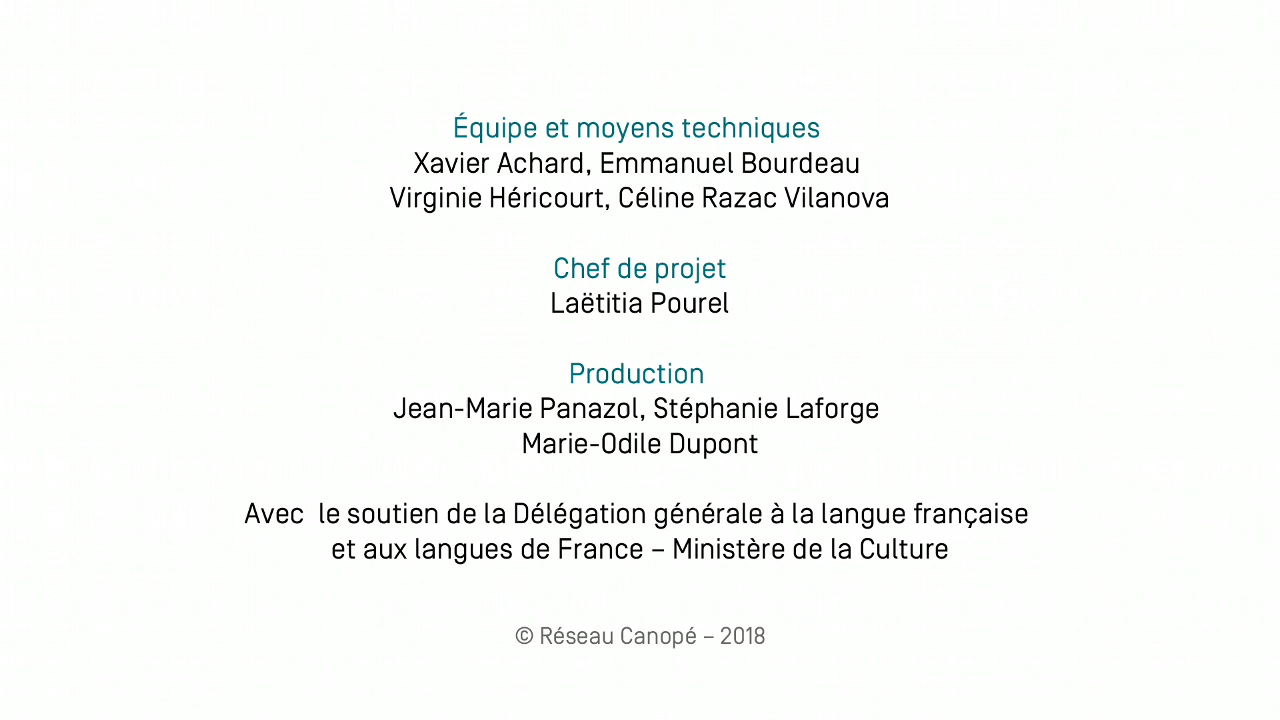 Équipe et moyens techniques
Xavier Achard, Emmanuel Bourdeau
Virginie Héricourt, Céline Razac Vilanova
Chef de projet
Laëtitia Pourel
Production
Jean-Marie Panazol, Stéphanie Laforge
Marie-Odile Dupont
Avec  le soutien de la Délégation générale à la langue française
et aux langues de France – Ministère de la Culture
© Réseau Canopé – 2018